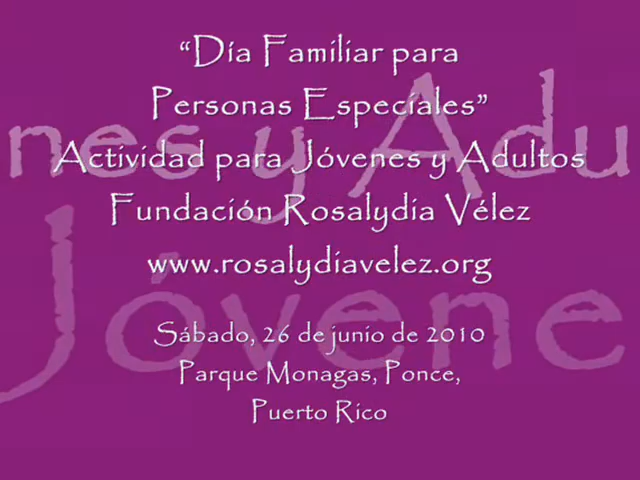 “Día Familiar para
Personas Especiales”
Actividad para Jóvenes y Adultos
Fundación Rosalydia Vélez
www.rosalydiavelez.org
Sábado, 26 de junio de 2010
Parque Monagas, Ponce,
Puerto Rico